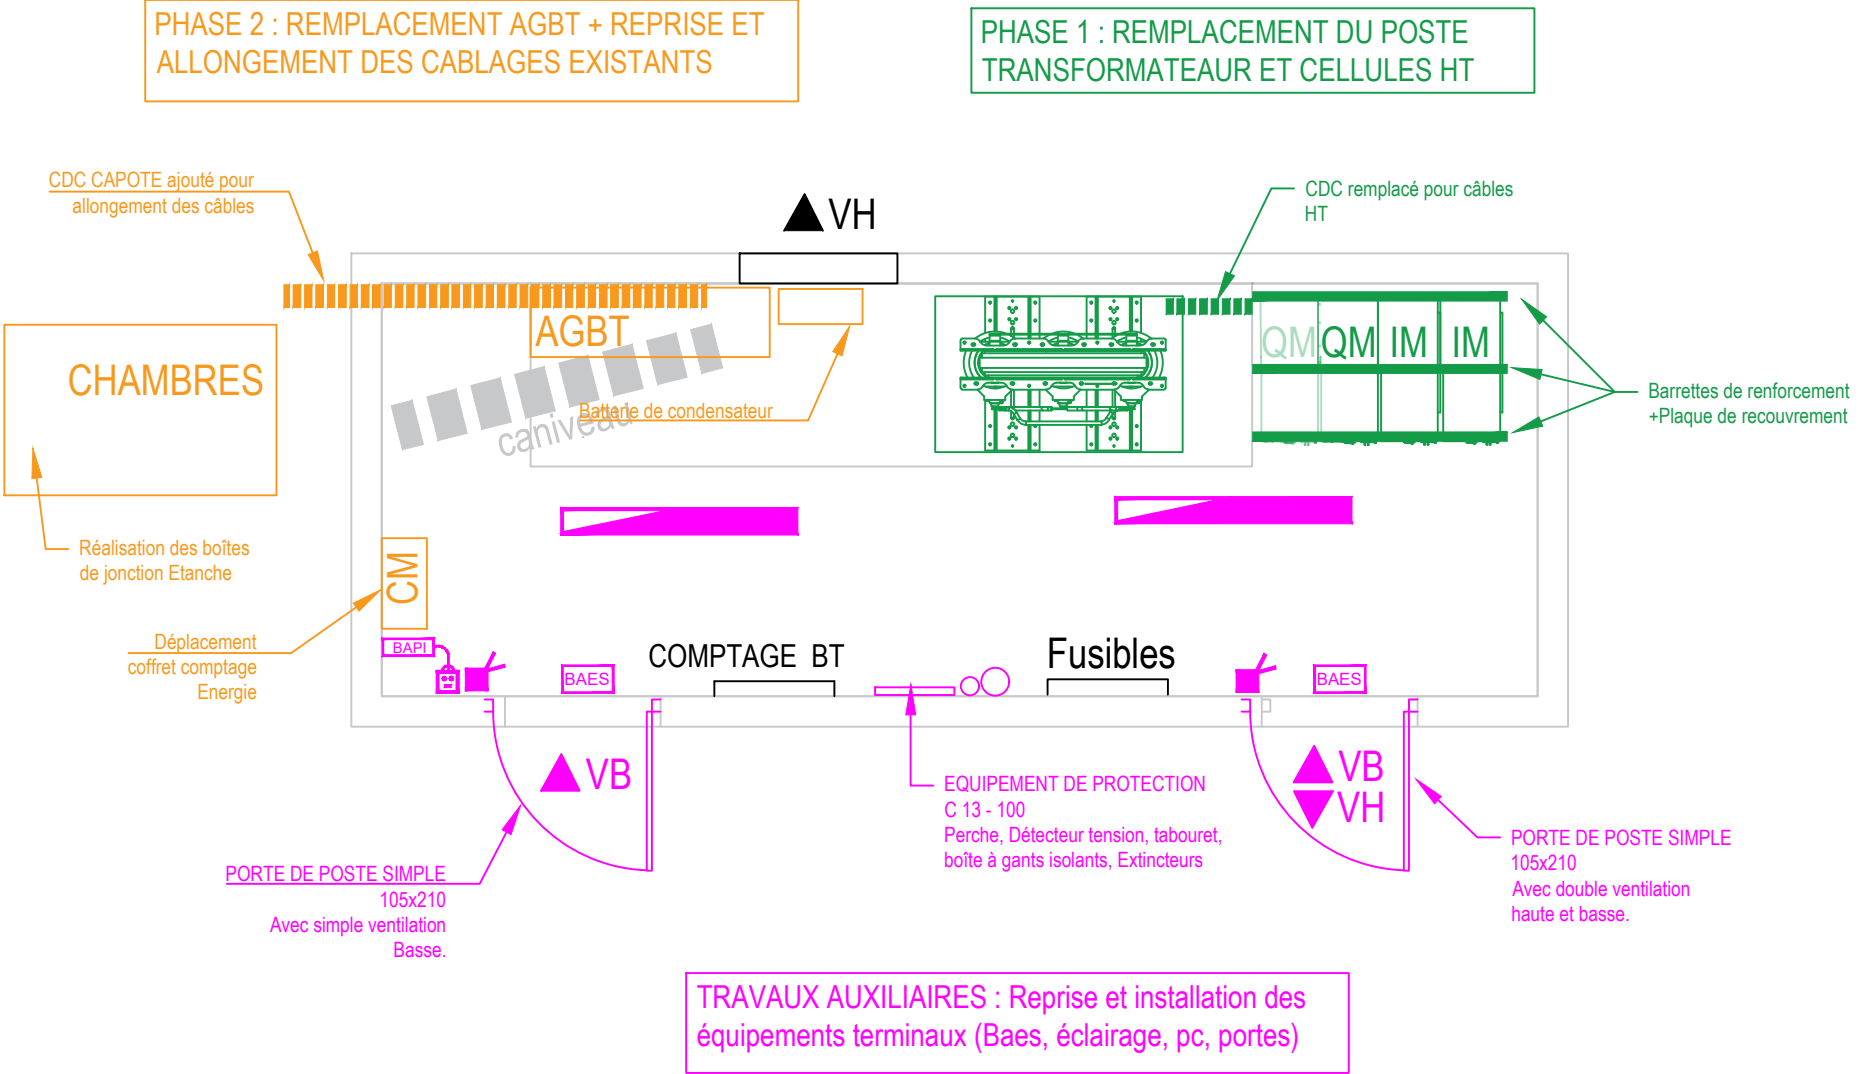 PHASE 2 : REMPLACEMENT AGBT + REPRISE ET
ALLONGEMENT DES CABLAGES EXISTANTS
PHASE 1 : REMPLACEMENT DU POSTE
TRANSFORMATEAUR ET CELLULES HT
CDC CAPOTE ajouté pour
allongement des câbles
VH
CDC remplacé pour câbles
HT
AGBT
QM QM IM IM
CHAMBRES
Batterie de condensateur
caniveau
Barrettes de renforcement
+Plaque de recouvrement
Réalisation des boîtes
de jonction Etanche
CM
Déplacement
coffret comptage
Energie
BAPI
BAES
COMPTAGE BT
Fusibles
BAES
VB
VB
VH
EQUIPEMENT DE PROTECTION
C 13 - 100
Perche, Détecteur tension, tabouret,
boîte à gants isolants, Extincteurs
PORTE DE POSTE SIMPLE
105x210
Avec simple ventilation
Basse.
PORTE DE POSTE SIMPLE
105x210
Avec double ventilation
haute et basse.
TRAVAUX AUXILIAIRES : Reprise et installation des
équipements terminaux (Baes, éclairage, pc, portes)